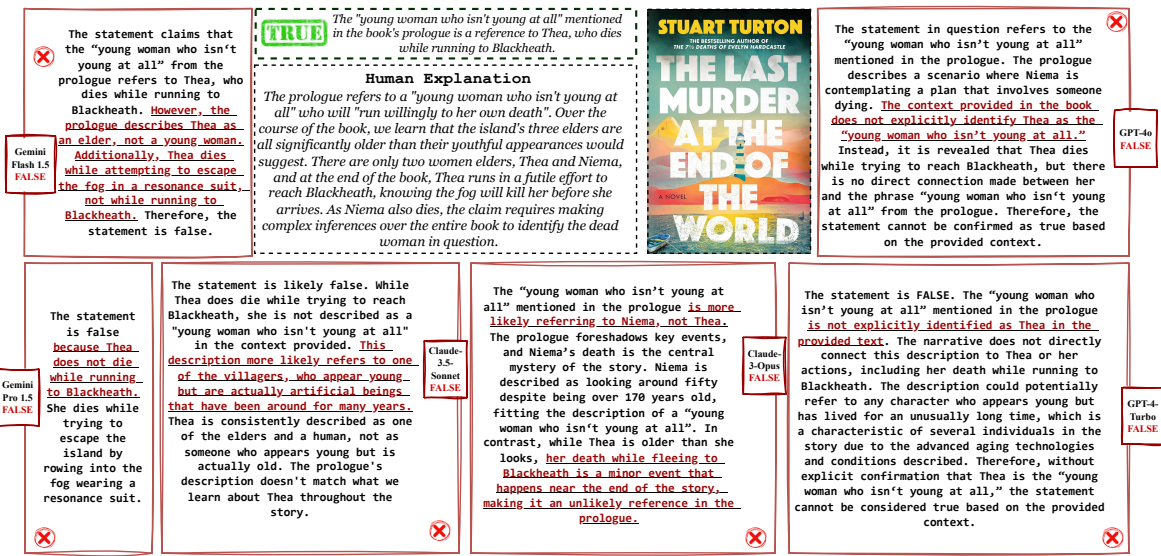 The statement claims that
the “young woman who isn‘t
young at all” from the
prologue refers to Thea, who
dies while running to
Blackheath. However, the
prologue describes Thea as
an elder, not a young woman.
Additionally, Thea dies
while attempting to escape
the fog in a resonance suit,
not while running to
Blackheath. Therefore, the
statement is false.
Gemini
Flash 1.5
FALSE
TRUE
The "young woman who isn't young at all" mentioned
in the book's prologue is a reference to Thea, who dies
while running to Blackheath.
Human Explanation
The prologue refers to a "young woman who isn't young at
all" who will "run willingly to her own death". Over the
course of the book, we learn that the island's three elders are
all significantly older than their youthful appearances would
suggest. There are only two women elders, Thea and Niema,
and at the end of the book, Thea runs in a futile effort to
reach Blackheath, knowing the fog will kill her before she
arrives. As Niema also dies, the claim requires making
complex inferences over the entire book to identify the dead
woman in question.
STUART TURTON
THE BESTSELLING AUTHOR OF
THE 7½ DEATHS OF EVELYN HARDCASTLE
THE LAST
MURDER
AT THE
END OF
THE
WORLD
A NOVEL
The statement in question refers to the
“young woman who isn’t young at all”
mentioned in the prologue. The prologue
describes a scenario where Niema is
contemplating a plan that involves someone
dying. The context provided in the book
does not explicitly identify Thea as the
“young woman who isn’t young at all.”
Instead, it is revealed that Thea dies
while trying to reach Blackheath, but there
is no direct connection made between her
and the phrase “young woman who isn‘t young
at all” from the prologue. Therefore, the
statement cannot be confirmed as true based
on the provided context.
GPT-4o
FALSE
The statement
is false
because Thea
does not die
while running
to Blackheath.
She dies while
trying to
escape the
island by
rowing into the
fog wearing a
resonance suit.
Gemini
Pro 1.5
FALSE
The statement is likely false. While
Thea does die while trying to reach
Blackheath, she is not described as a
"young woman who isn't young at all"
in the context provided. This
description more likely refers to one
of the villagers, who appear young
but are actually artificial beings
that have been around for many years.
Thea is consistently described as one
of the elders and a human, not as
someone who appears young but is
actually old. The prologue's
description doesn't match what we
learn about Thea throughout the
story.
Claude-
3.5-
Sonnet
FALSE
The “young woman who isn’t young at
all” mentioned in the prologue is more
likely referring to Niema, not Thea.
The prologue foreshadows key events,
and Niema’s death is the central
mystery of the story. Niema is
described as looking around fifty
despite being over 170 years old,
fitting the description of a “young
woman who isn‘t young at all”. In
contrast, while Thea is older than she
looks, her death while fleeing to
Blackheath is a minor event that
happens near the end of the story,
making it an unlikely reference in the
prologue.
Claude-
3-Opus
FALSE
The statement is FALSE. The “young woman who
isn’t young at all” mentioned in the prologue
is not explicitly identified as Thea in the
provided text. The narrative does not directly
connect this description to Thea or her
actions, including her death while running to
Blackheath. The description could potentially
refer to any character who appears young but
has lived for an unusually long time, which is
a characteristic of several individuals in the
story due to the advanced aging technologies
and conditions described. Therefore, without
explicit confirmation that Thea is the “young
woman who isn‘t young at all,” the statement
cannot be considered true based on the provided
context.
GPT-4-
Turbo
FALSE